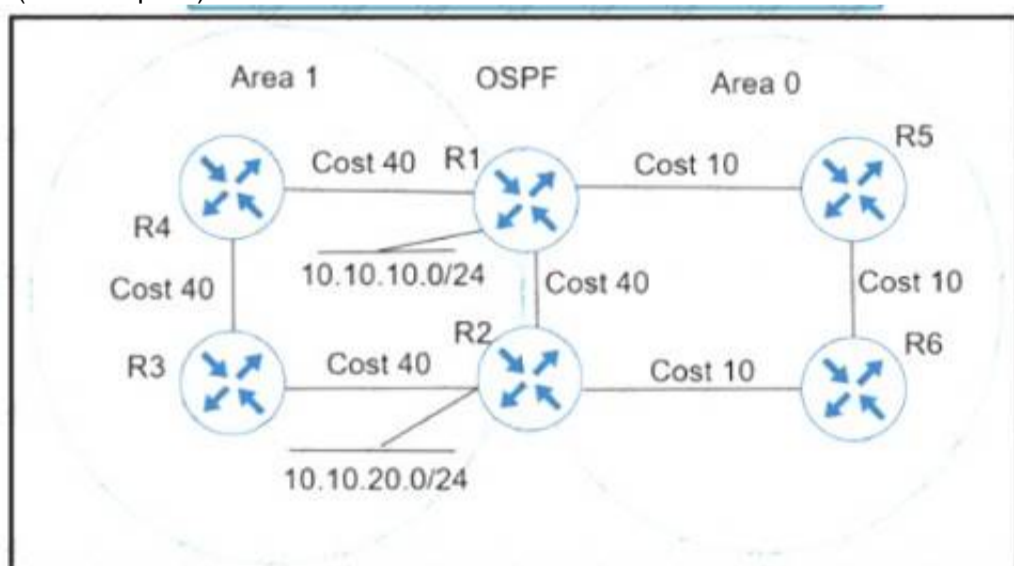 Area 1 OSPF Area 0
R5
Cost 40 R1 Cost 10
R4
10.10.10.0/24
Cost 40 Cost 40 Cost 10
R2
R3 Cost 40 Cost 10 R6
10.10.20.0/24